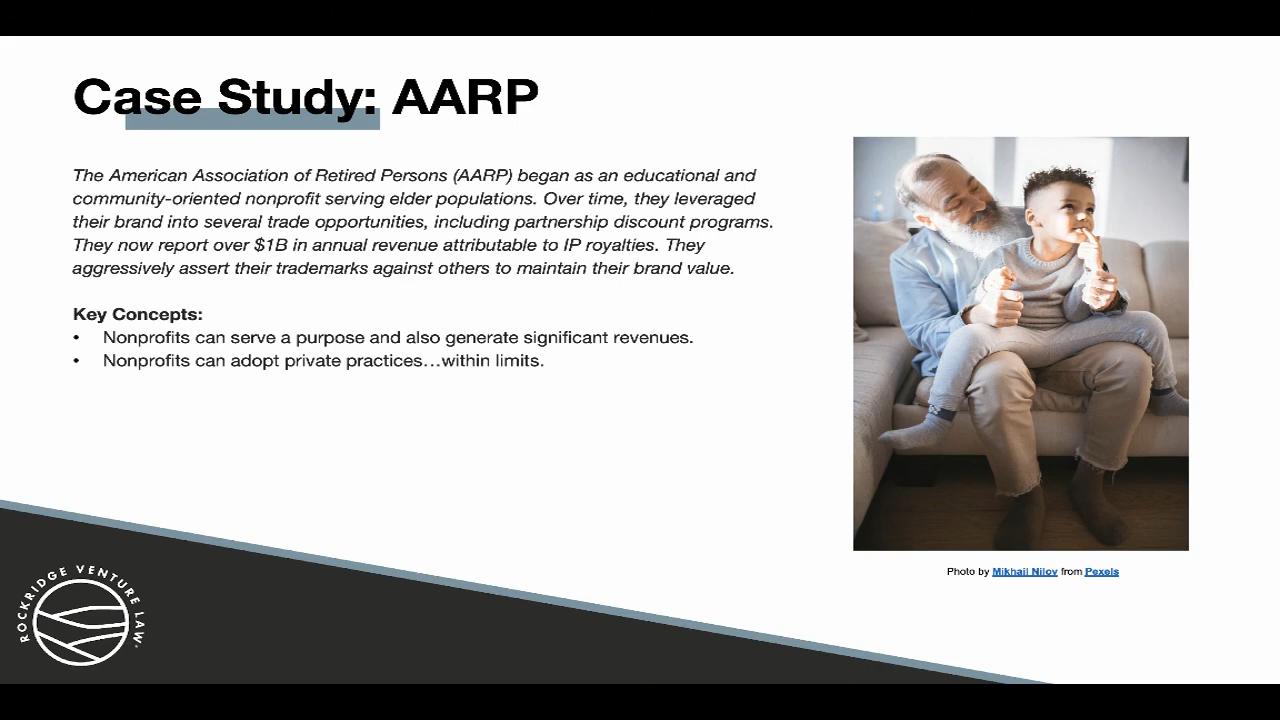 Case Study: AARP
The American Association of Retired Persons (AARP) began as an educational and
community-oriented nonprofit serving elder populations. Over time, they leveraged
their brand into several trade opportunities, including partnership discount programs.
They now report over $1B in annual revenue attributable to IP royalties. They
aggressively assert their trademarks against others to maintain their brand value.
Key Concepts:
• Nonprofits can serve a purpose and also generate significant revenues.
• Nonprofits can adopt private practices…within limits.
Photo by Mikhail Nilov from Pexels
ROCKRIDGE VENTURE LAW